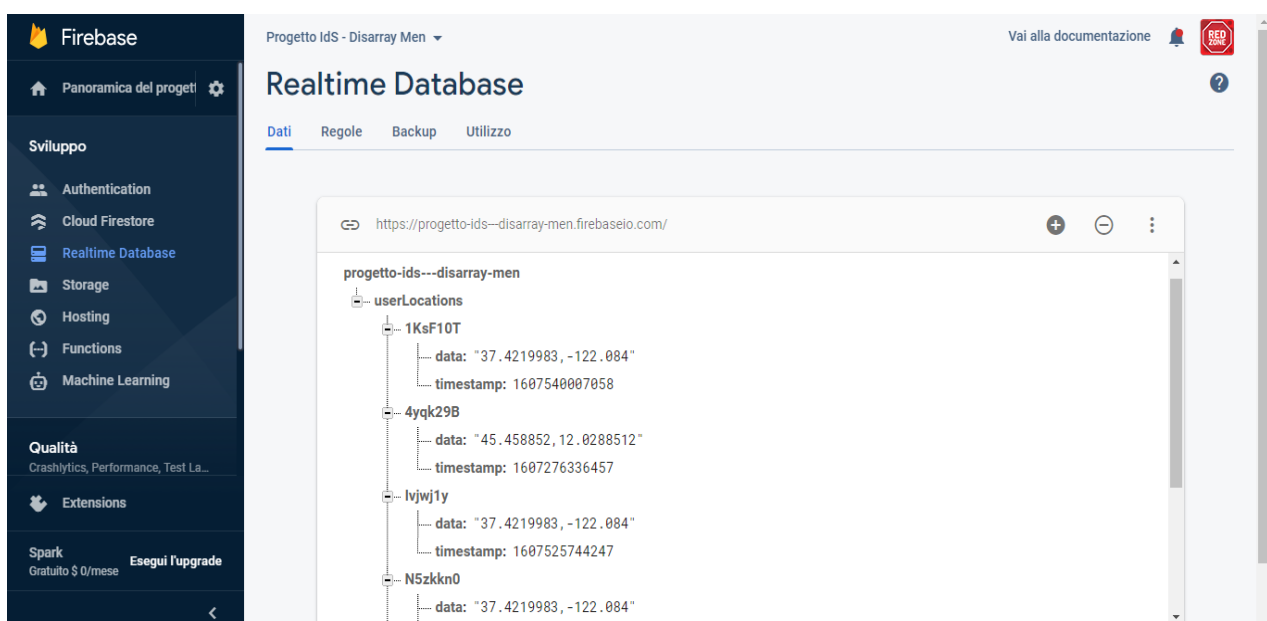 Firebase
Progetto IdS - Disarray Men
Vai alla documentazione
RED
ZONE
Panoramica del proget
Realtime Database
Dati Regole Backup Utilizzo
Sviluppo
Authentication
Cloud Firestore
Realtime Database
Storage
Hosting
Functions
Machine Learning
Qualità
Crashlytics, Performance, Test La...
Extensions
Spark
Gratuito $ 0/mese
Esegui l'upgrade
https://progetto-ids---disarray-men.firebaseio.com/
progetto-ids---disarray-men
userLocations
1KsF10T
data: "37.4219983,-122.084"
timestamp: 1607540007058
4yqk29B
data: "45.458852,12.0288512"
timestamp: 1607276336457
lvjwj1y
data: "37.4219983,-122.084"
timestamp: 1607525744247
N5zkkn0
data: "37.4219983,-122.084"